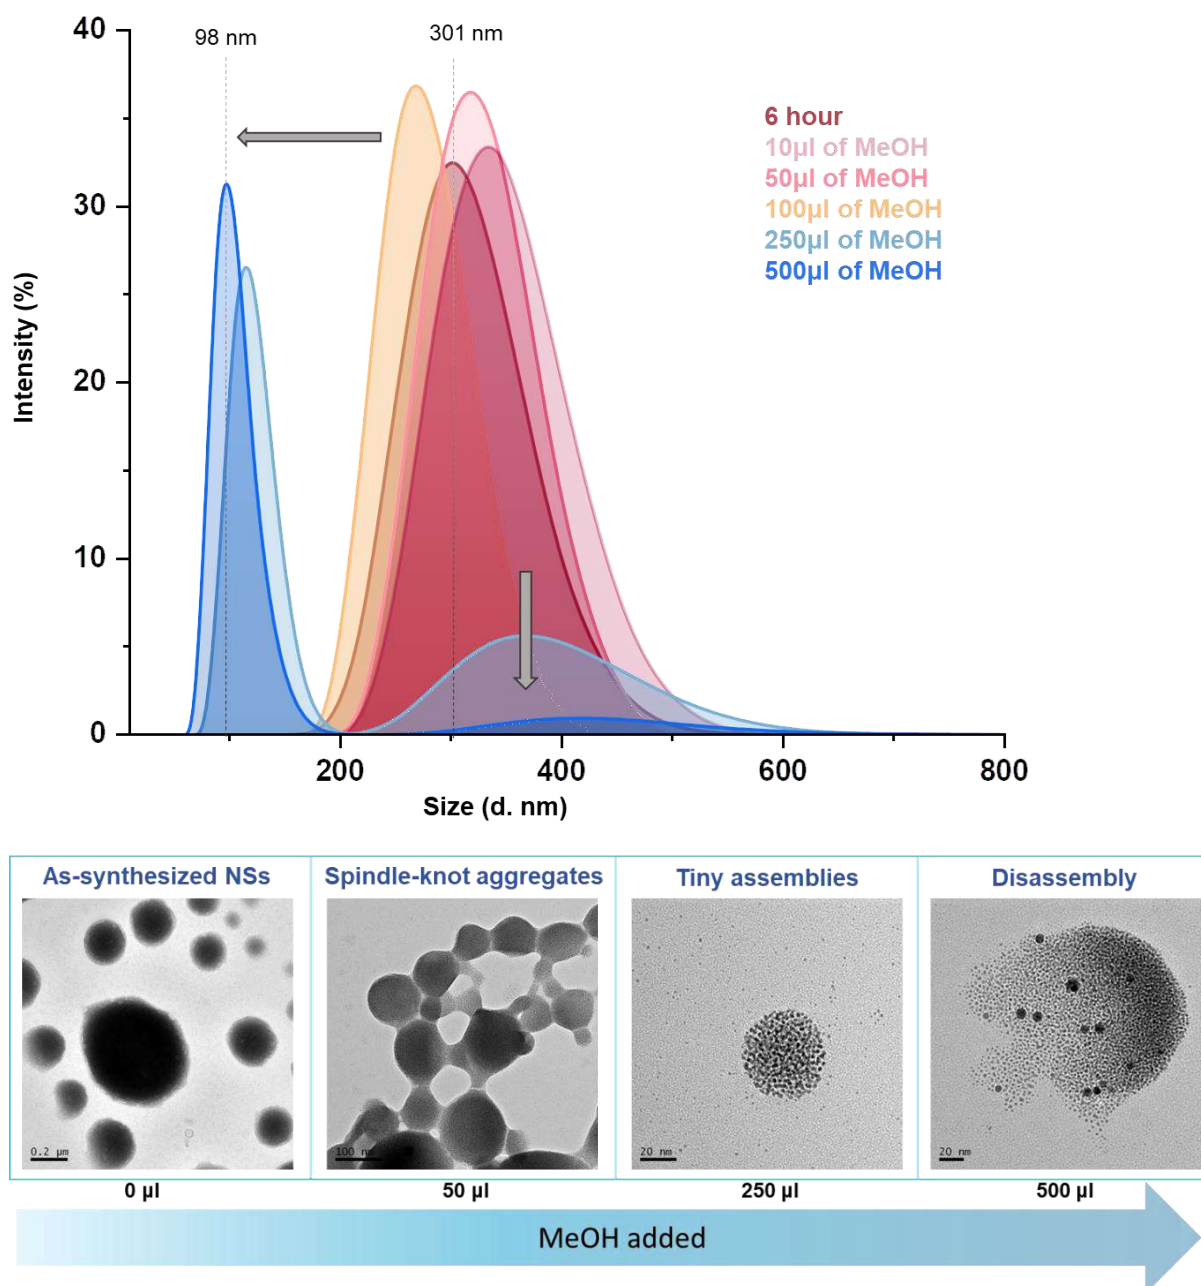 40
98 nm
301 nm
6 hour
10µl of MeOH
50µl of MeOH
100µl of MeOH
250µl of MeOH
500µl of MeOH
30
Intensity (%)
20
10
0
200
400
600
800
Size (d. nm)
As-synthesized NSs
Spindle-knot aggregates
Tiny assemblies
Disassembly
0.2 µm
100 nm
20 nm
20 nm
0 µl
50 µl
250 µl
500 µl
MeOH added